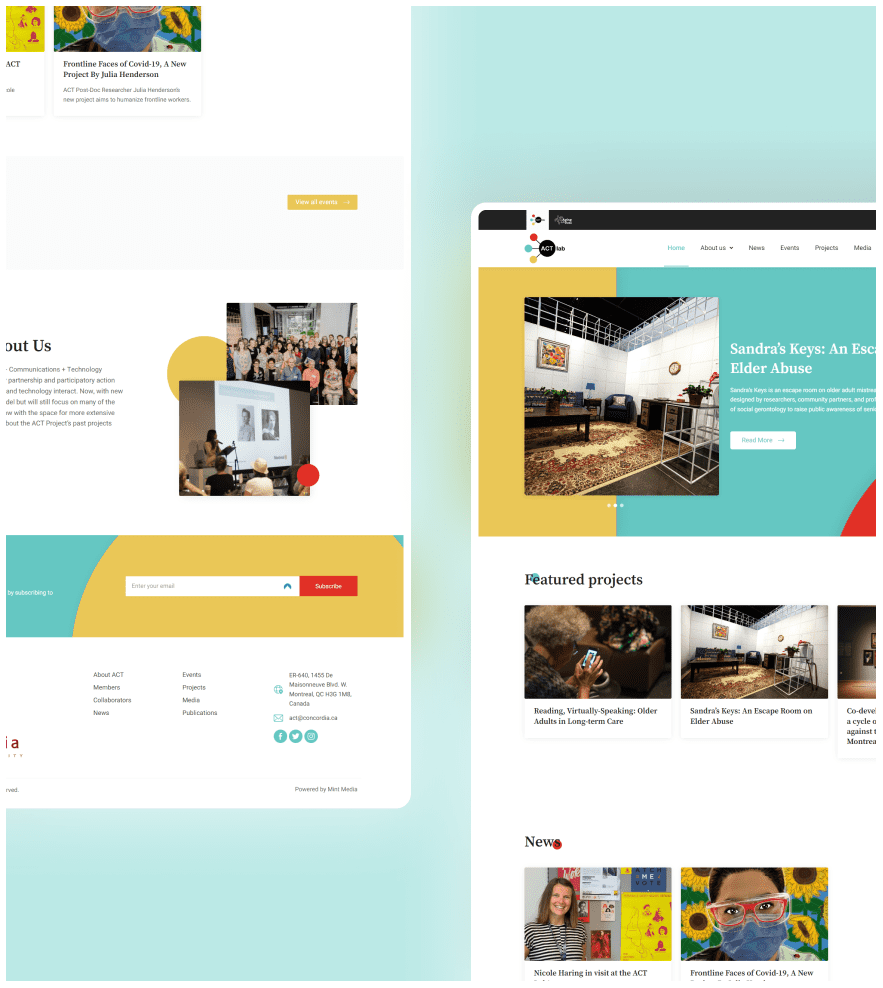 ACT
ole
Frontline Faces of Covid-19, A New
Project By Julia Henderson
ACT Post-Doc Researcher Julia Henderson's
new project aims to humanize frontline workers.
View all events →
out Us
Communications + Technology
partnership and participatory action
and technology interact. Now, with new
del but will still focus on many of the
ow with the space for more extensive
bout the ACT Project's past projects
by subscribing to
Enter your email
Subscribe
About ACT
Members
Collaborators
News
Events
Projects
Media
Publications
ER-640, 1455 De
Maisonneuve Blvd. W.
Montreal, QC H3G 1M8,
Canada
act@concordia.ca
ia
rved.
Powered by Mint Media
ACT lab
Home
About us
News
Events
Projects
Media
Sandra's Keys: An Esca
Elder Abuse
Sandra's Keys is an escape room on older adult mistrea
designed by researchers, community partners, and prof
of social gerontology to raise public awareness of seni
Read More →
Featured projects
Reading, Virtually-Speaking: Older
Adults in Long-term Care
Sandra's Keys: An Escape Room on
Elder Abuse
Co-devel
a cycle o
against t
Montrea
News
ME
VOTE
Nicole Haring in visit at the ACT
Frontline Faces of Covid-19, A New